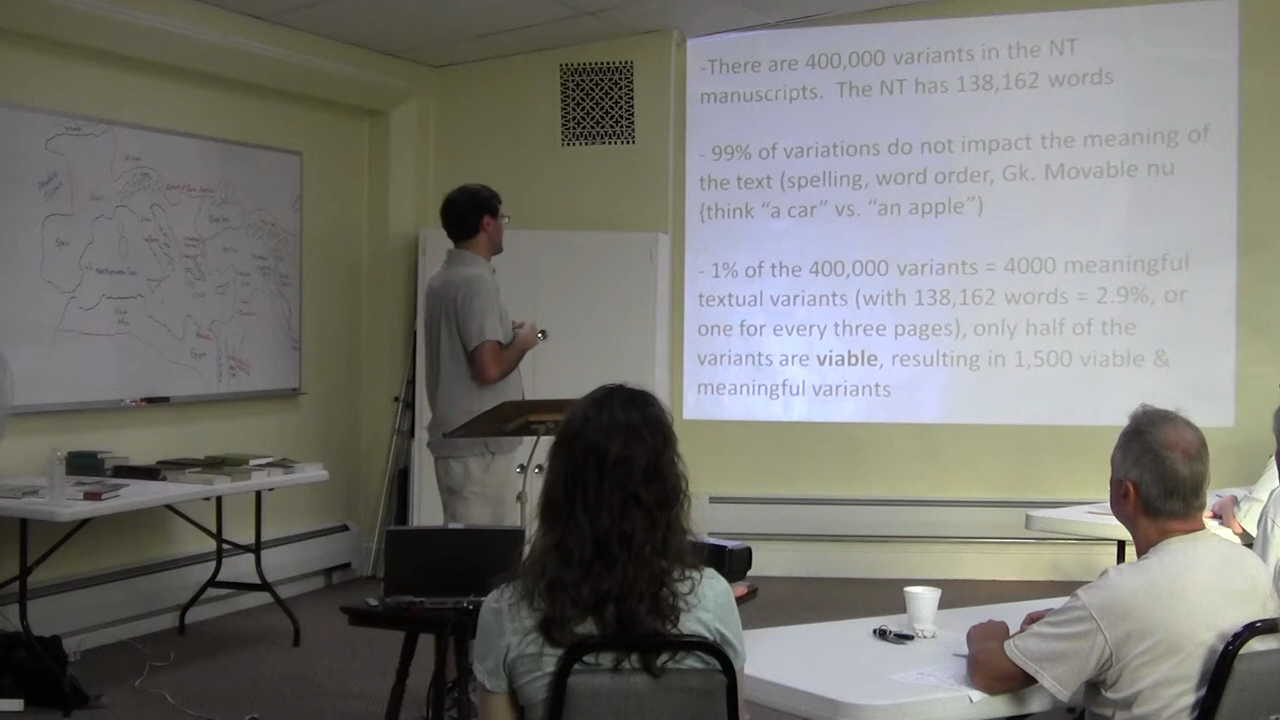 -There are 400,000 variants in the NT
manuscripts. The NT has 138,162 words
- 99% of variations do not impact the meaning of
the text (spelling, word order, Gk. Movable nu
{think “a car” vs. “an apple”)
- 1% of the 400,000 variants = 4000 meaningful
textual variants (with 138,162 words = 2.9%, or
one for every three pages), only half of the
variants are viable, resulting in 1,500 viable &
meaningful variants